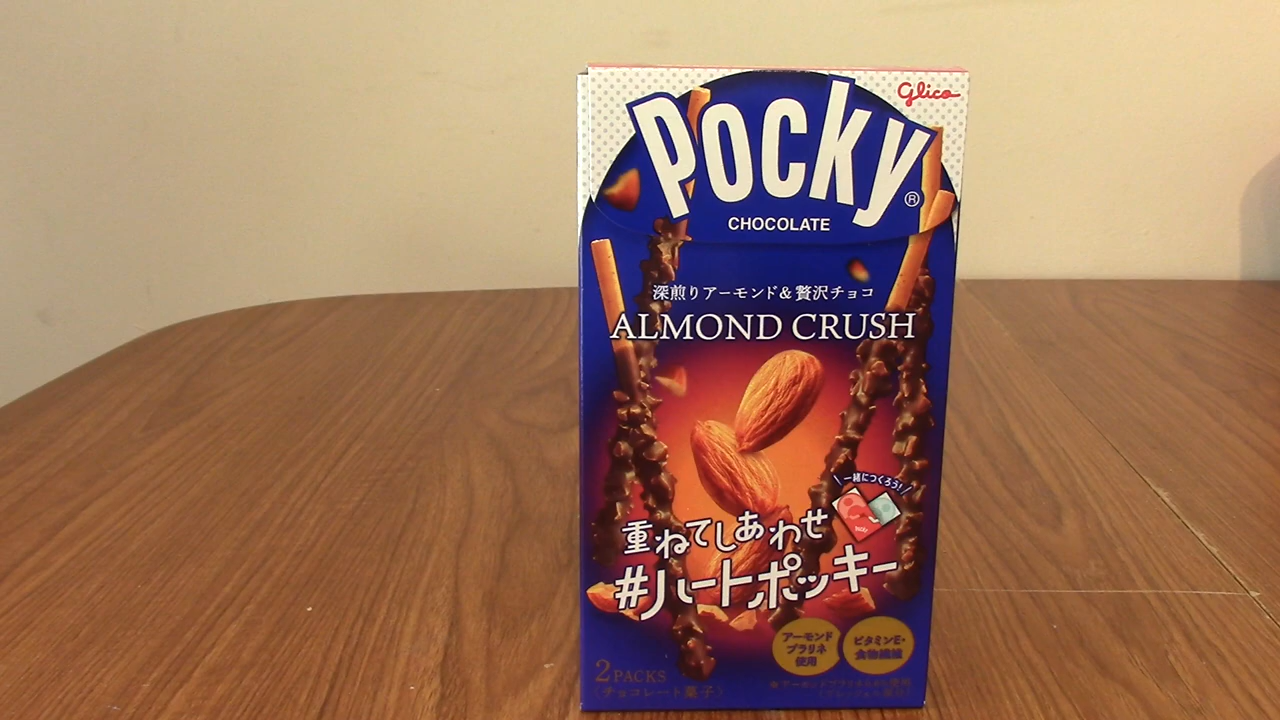 Glico
Pocky®
CHOCOLATE
深煎りアーモンド&贅沢チョコ
ALMOND CRUSH
一緒につくろう!
重ねてしあわせ
#ハートポッキー
アーモンド
プラリネ
使用
ビタミンE・
食物繊維
2 PACKS
(チョコレート菓子)